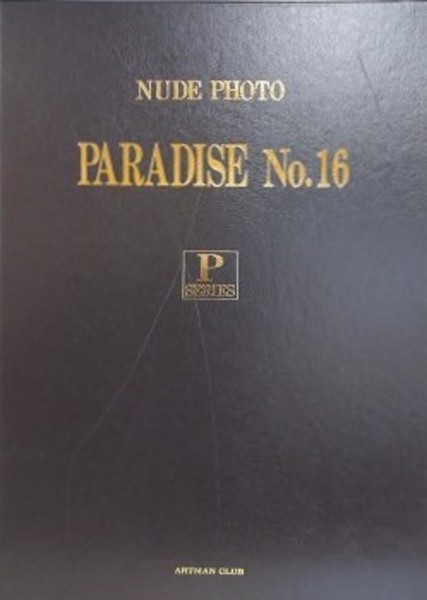 NUDE PHOTO
PARADISE No.16
P
SERIES
ARTMAN CLUB